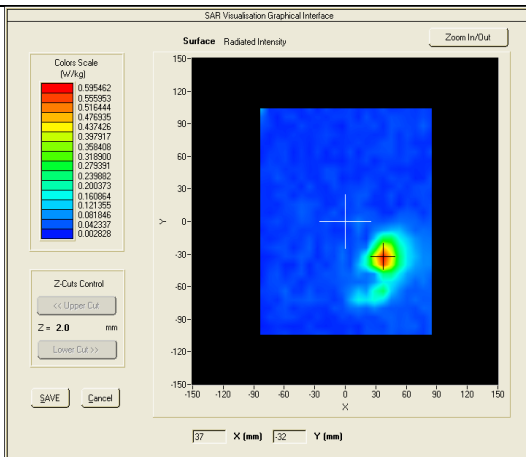 SAR Visualisation Graphical Interface
Surface Radiated Intensity
Zoom In/Out
Colors Scale
(W/kg)
0.595462
0.555953
0.516444
0.476935
0.437426
0.397917
0.358408
0.318900
0.279391
0.239882
0.200373
0.160864
0.121355
0.081846
0.042337
0.002828
Z-Cuts Control
<< Upper Cut
Z = 2.0 mm
Lower Cut >>
SAVE Cancel
150-
120-
90-
60-
30-
Y 0-
-30-
-60-
-90-
-120-
-150-
-150 -120 -90 -60 -30 0 30 60 90 120 150
X
37 X (mm) -32 Y (mm)